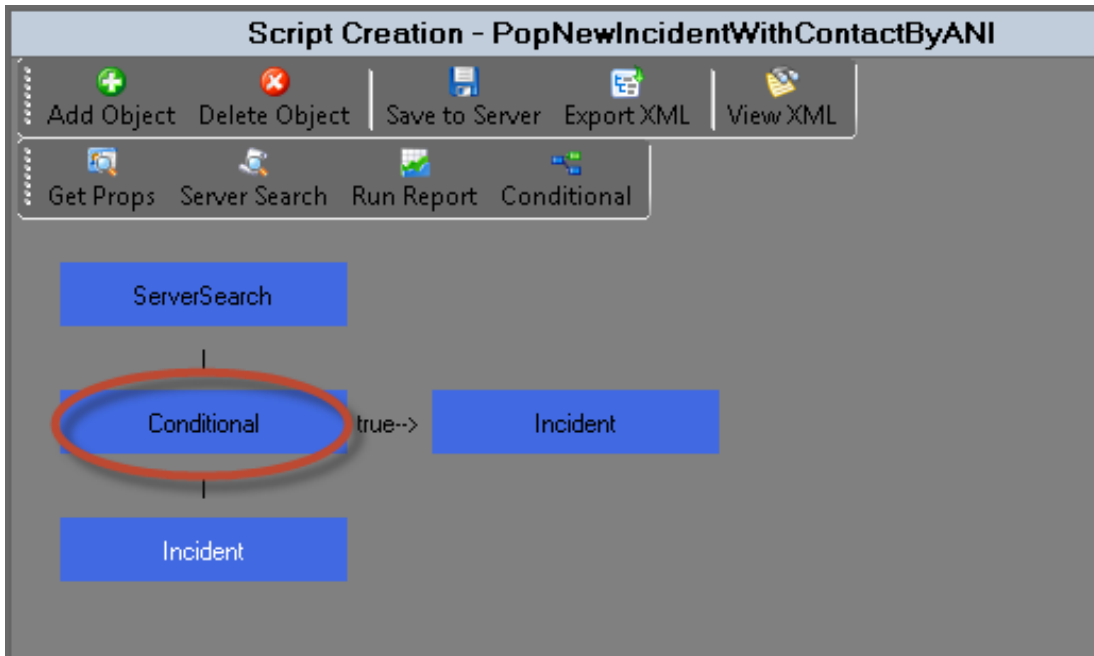 Script Creation - PopNewIncidentWithContactByANI
Add Object Delete Object Save to Server Export XML View XML
Get Props Server Search Run Report Conditional
ServerSearch
Conditional true--> Incident
Incident